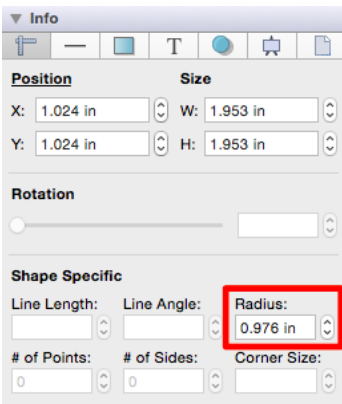 Info
T
Position Size
X: 1.024 in W: 1.953 in
Y: 1.024 in H: 1.953 in
Rotation
Shape Specific
Line Length: Line Angle: Radius:
0.976 in
# of Points: # of Sides: Corner Size:
0 0